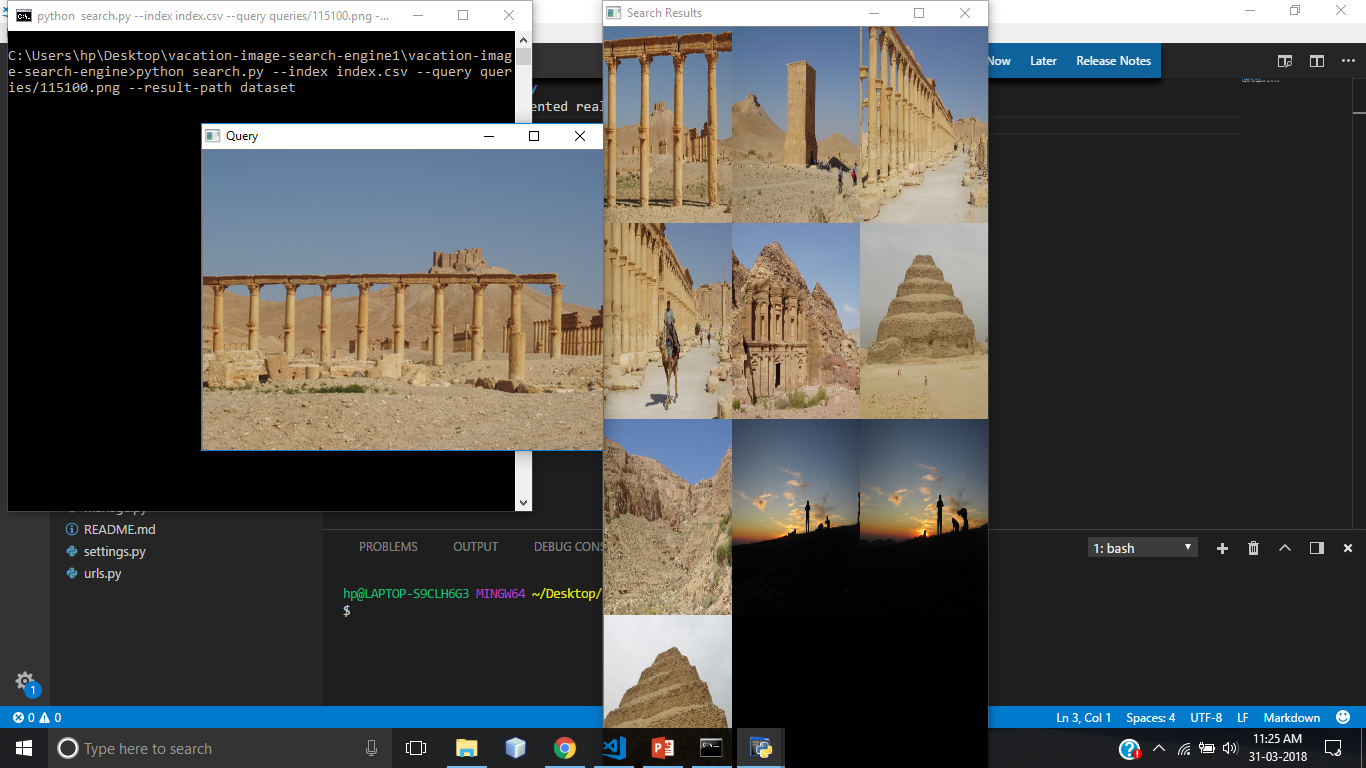 python  search.py --index index.csv --query queries/115100.png -...
C:\Users\hp\Desktop\vacation-image-search-engine1\vacation-imag
e-search-engine>python search.py --index index.csv --query quer
ies/115100.png --result-path dataset
Query
Search Results
Now
Later
Release Notes
ented real
README.md
settings.py
urls.py
PROBLEMS
OUTPUT
DEBUG CONS
1: bash
hp@LAPTOP-S9CLH6G3 MINGW64 ~/Desktop/
$
1
0 0
Ln 3, Col 1
Spaces: 4
UTF-8
LF
Markdown
Type here to search
11:25 AM
31-03-2018